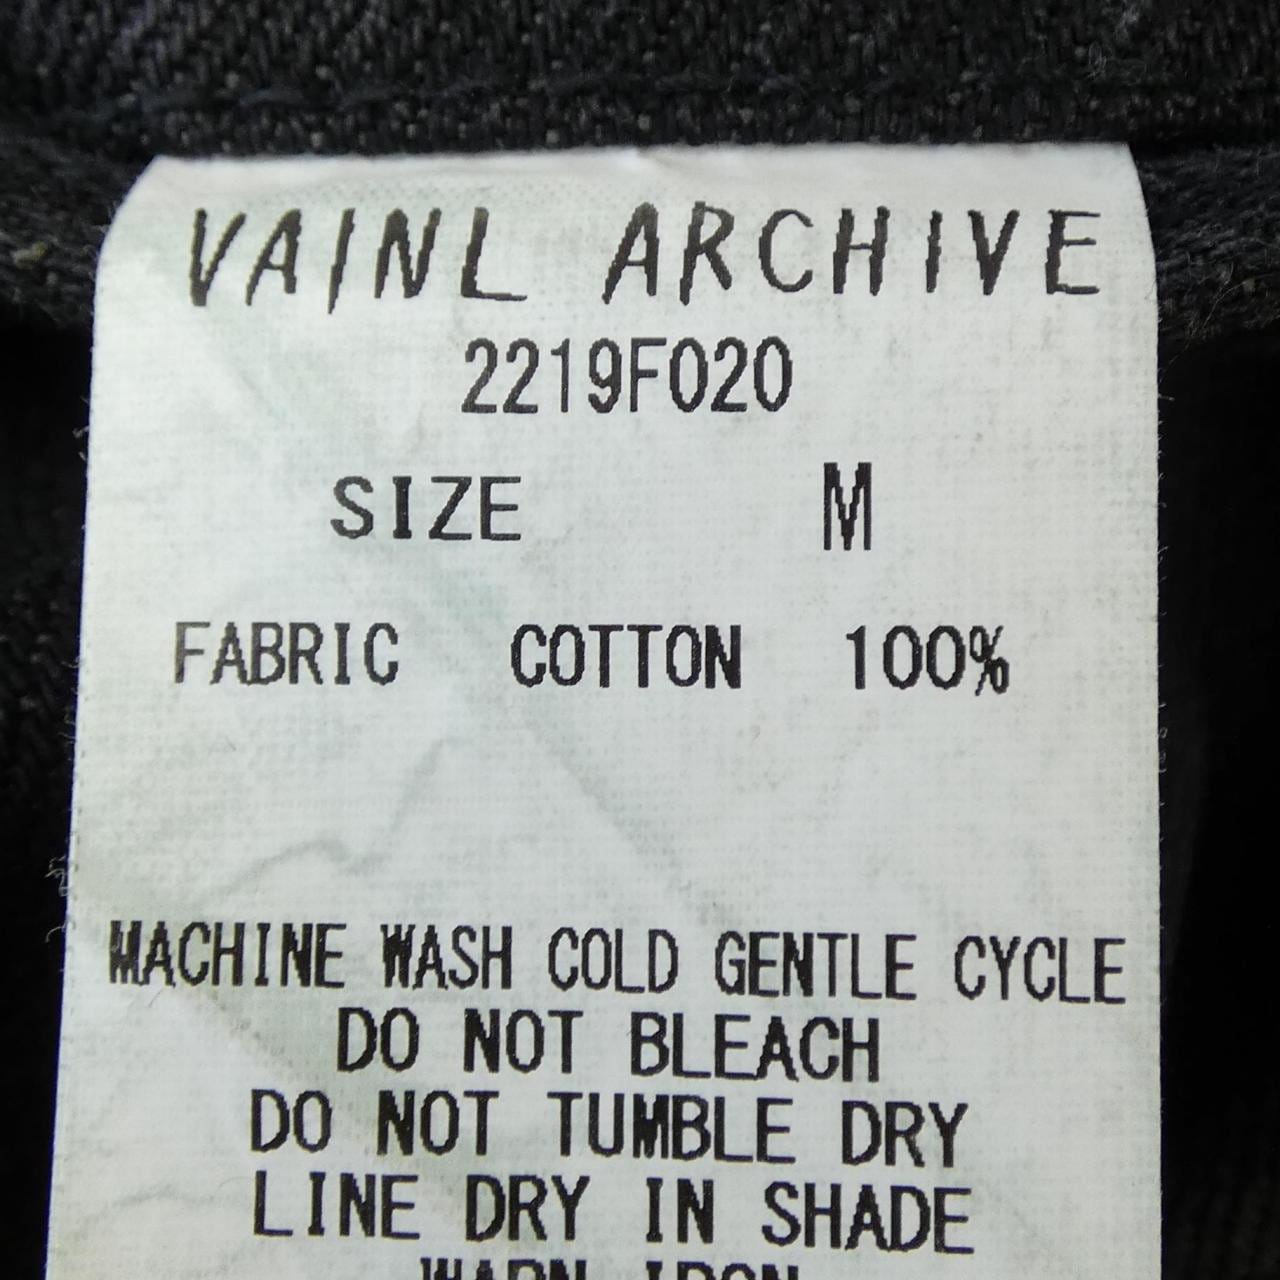 VAINL ARCHIVE
2219F020
SIZE M
FABRIC COTTON 100%
MACHINE WASH COLD GENTLE CYCLE
DO NOT BLEACH
DO NOT TUMBLE DRY
LINE DRY IN SHADE